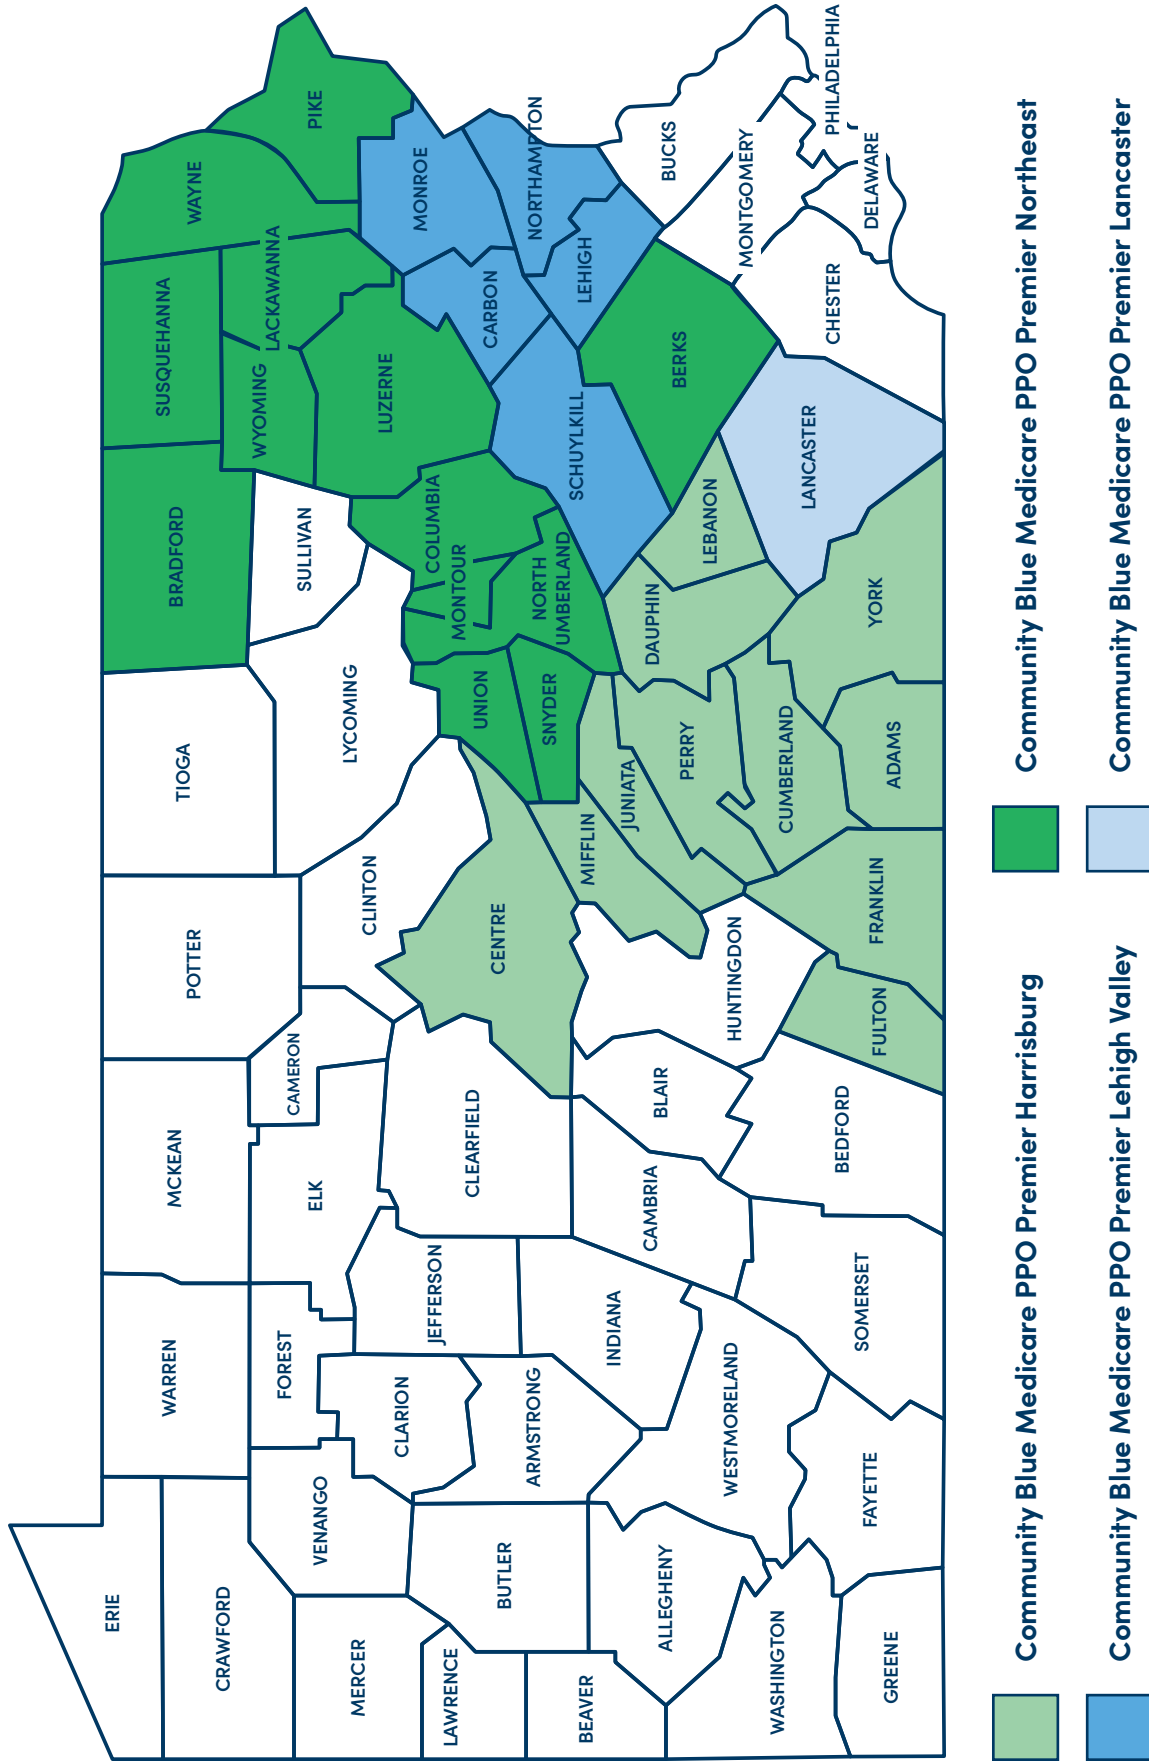 ERIE
CRAWFORD
WARREN
MCKEAN
POTTER
TIOGA
BRADFORD
SUSQUEHANNA
WAYNE
PIKE
MERCER
VENANGO
FOREST
ELK
CAMERON
CLINTON
LYCOMING
SULLIVAN
WYOMING
LACKAWANNA
LUZERNE
MONROE
LAWRENCE
BUTLER
CLARION
JEFFERSON
CLEARFIELD
CENTRE
UNION
MONTOUR
COLUMBIA
CARBON
NORTHAMPTON
BEAVER
ARMSTRONG
INDIANA
SNYDER
NORTH
UMBERLAND
SCHUYLKILL
LEHIGH
ALLEGHENY
WESTMORELAND
CAMBRIA
BLAIR
HUNTINGDON
MIFFLIN
JUNIATA
PERRY
DAUPHIN
LEBANON
BERKS
BUCKS
MONTGOMERY
PHILADELPHIA
WASHINGTON
GREENE
FAYETTE
SOMERSET
BEDFORD
FULTON
FRANKLIN
CUMBERLAND
ADAMS
YORK
LANCASTER
CHESTER
DELAWARE
Community Blue Medicare PPO Premier Harrisburg
Community Blue Medicare PPO Premier Northeast
Community Blue Medicare PPO Premier Lehigh Valley
Community Blue Medicare PPO Premier Lancaster